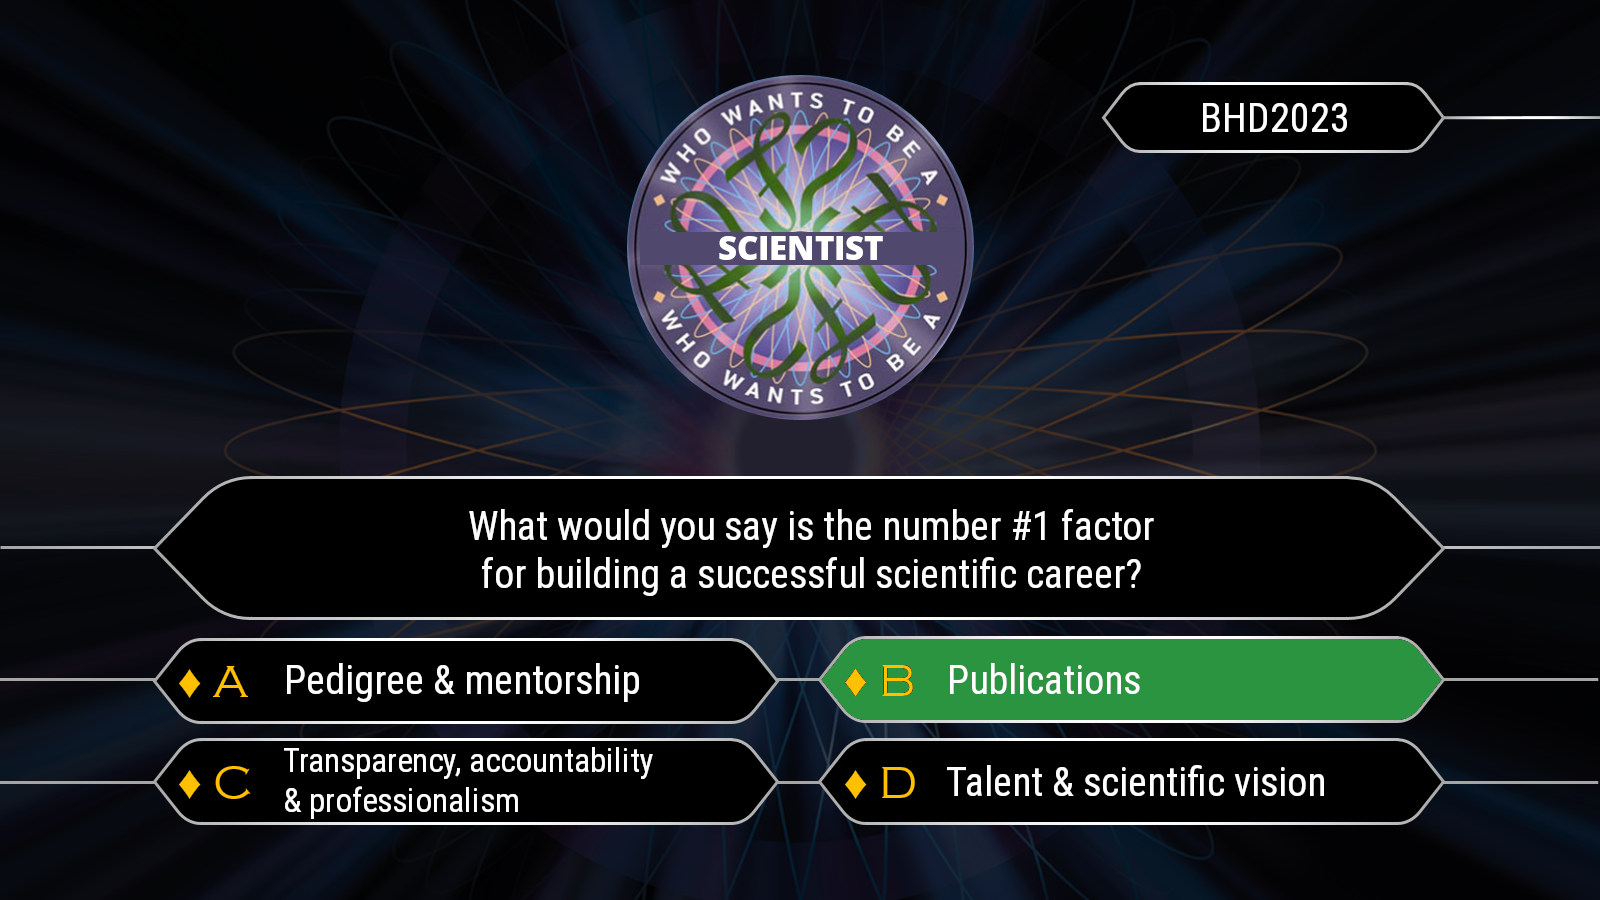 WHO WANTS TO BE A
SCIENTIST
WHO WANTS TO BE A
BHD2023
What would you say is the number #1 factor
for building a successful scientific career?
A Pedigree & mentorship
B Publications
C Transparency, accountability
& professionalism
D Talent & scientific vision